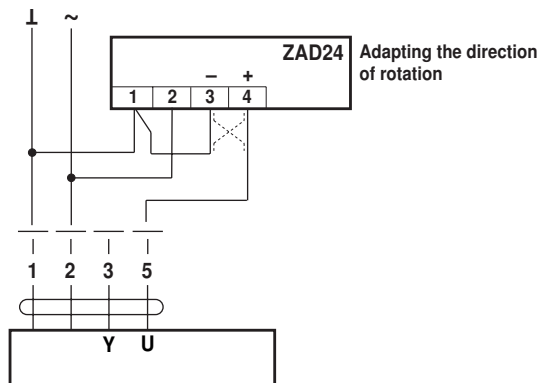 ⊥ ~
ZAD24 Adapting the direction
of rotation
– +
1 2 3 4
1 2 3 5
Y U